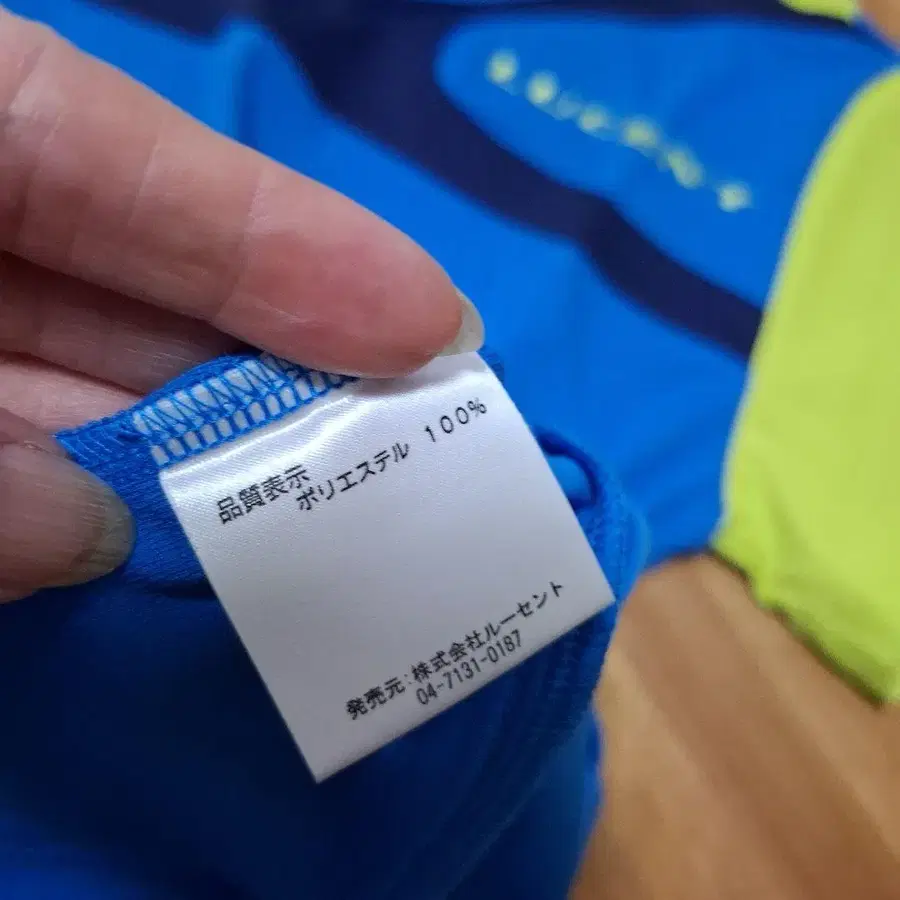 品質表示
ポリエステル 100%
発売元:株式会社ルーセント
04-7131-0187